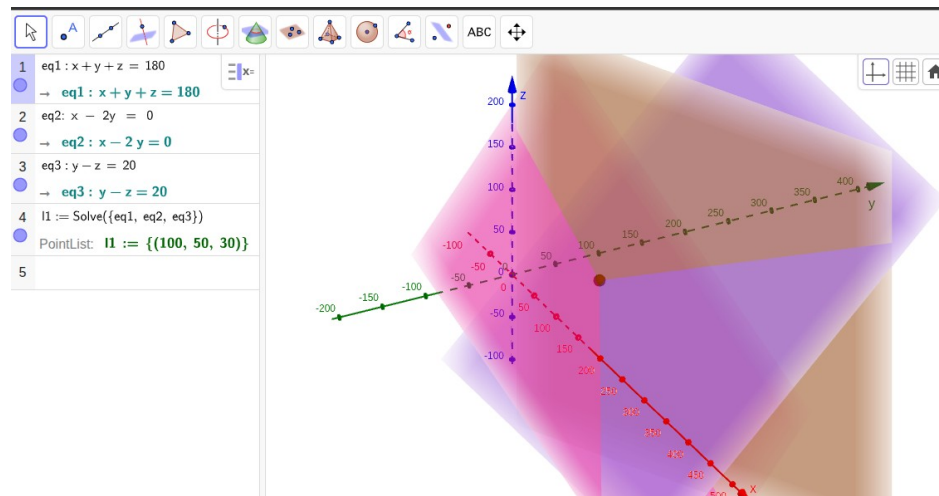 ABC
1
eq1 : x + y + z = 180
x=
→ eq1 : x + y + z = 180
2
eq2: x − 2y = 0
→ eq2 : x − 2 y = 0
3
eq3 : y − z = 20
→ eq3 : y − z = 20
4
l1 := Solve({eq1, eq2, eq3})
PointList: l1 := {(100, 50, 30)}
5
z
200
150
100
50
0
-50
-100
-200
-150
-100
-50
0
50
100
150
200
250
300
350
400
y
-100
-50
0
50
100
150
200
250
300
350
400
450
500
x